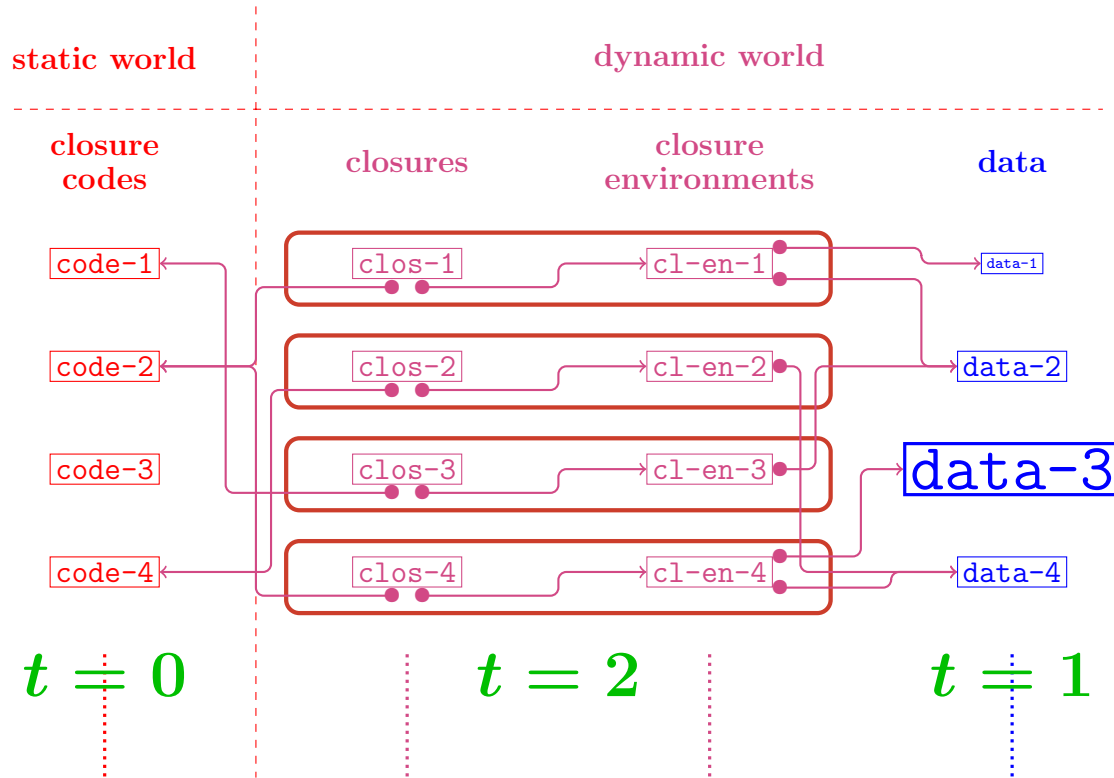 static world dynamic world
closure codes closures closure environments data
code-1 clos-1 cl-en-1 data-1
code-2 clos-2 cl-en-2 data-2
code-3 clos-3 cl-en-3 data-3
code-4 clos-4 cl-en-4 data-4
t = 0 t = 2 t = 1